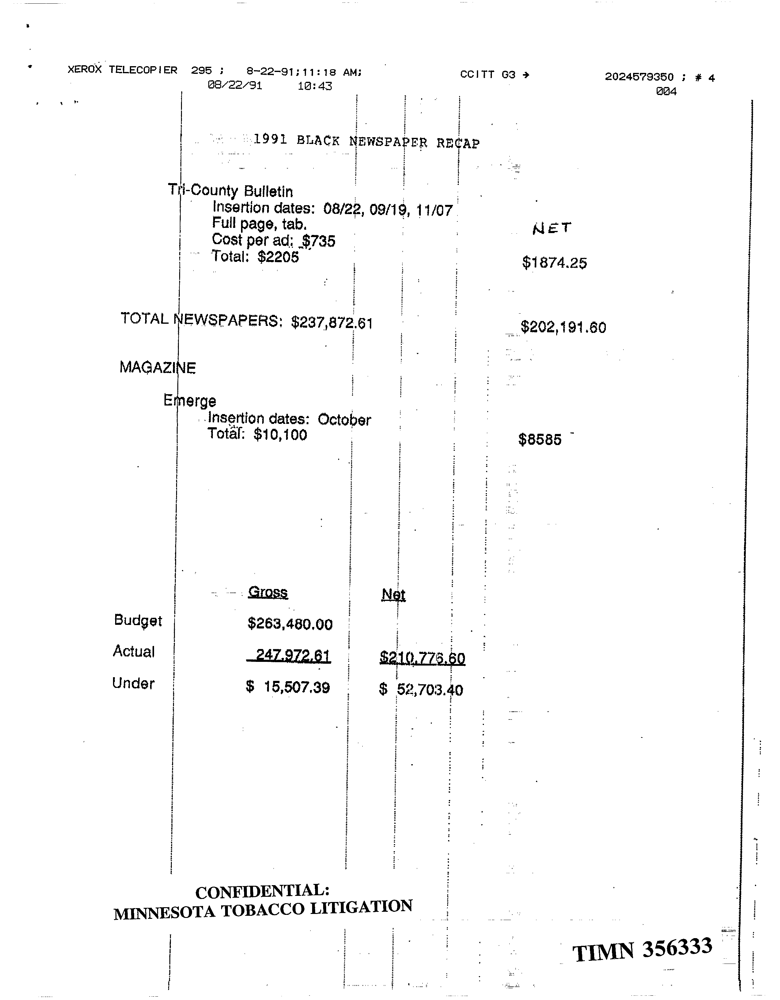 XEROX TELECOPIER 295 ; 8-22-91;11:18 AM; CCITT G3 → 2024579350 ; # 4
08/22/91 10:43 004
1991 BLACK NEWSPAPER RECAP
Tri-County Bulletin
Insertion dates: 08/22, 09/19, 11/07
Full page, tab. NET
Cost per ad: $735
Total: $2205 $1874.25
TOTAL NEWSPAPERS: $237,872.61 $202,191.60
MAGAZINE
Emerge
Insertion dates: October
Total: $10,100 $8585
Gross Net
Budget $263,480.00
Actual 247,972.61 $210,776.60
Under $ 15,507.39 $ 52,703.40
CONFIDENTIAL:
MINNESOTA TOBACCO LITIGATION
TIMN 356333